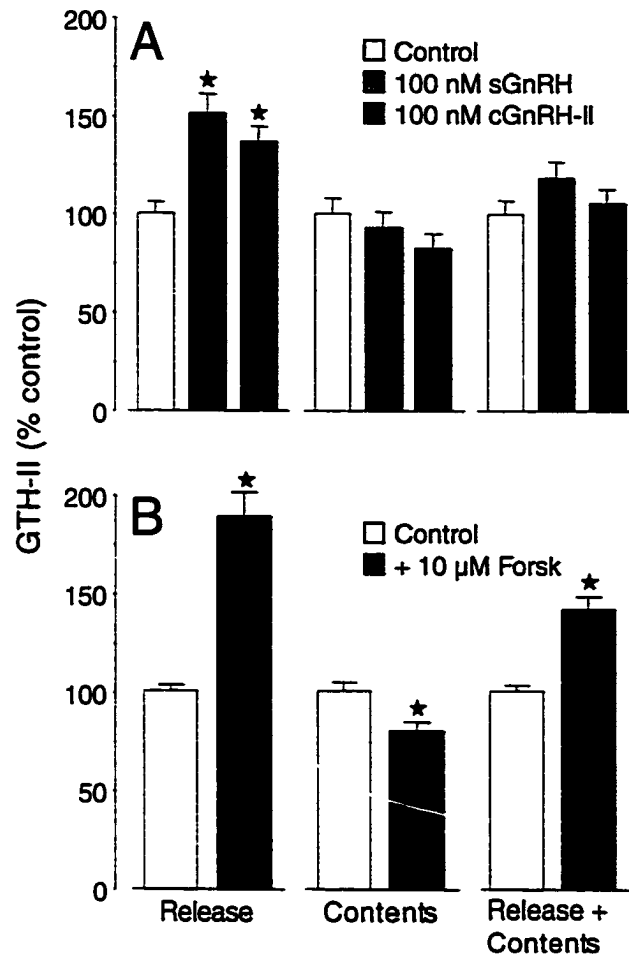 GTH-II (% control)
A
Control
100 nM sGnRH
100 nM cGnRH-II
200
150
100
50
0
★ ★
B
Control
+ 10 µM Forsk
200
150
100
50
0
★ ★ ★
Release
Contents
Release +
Contents